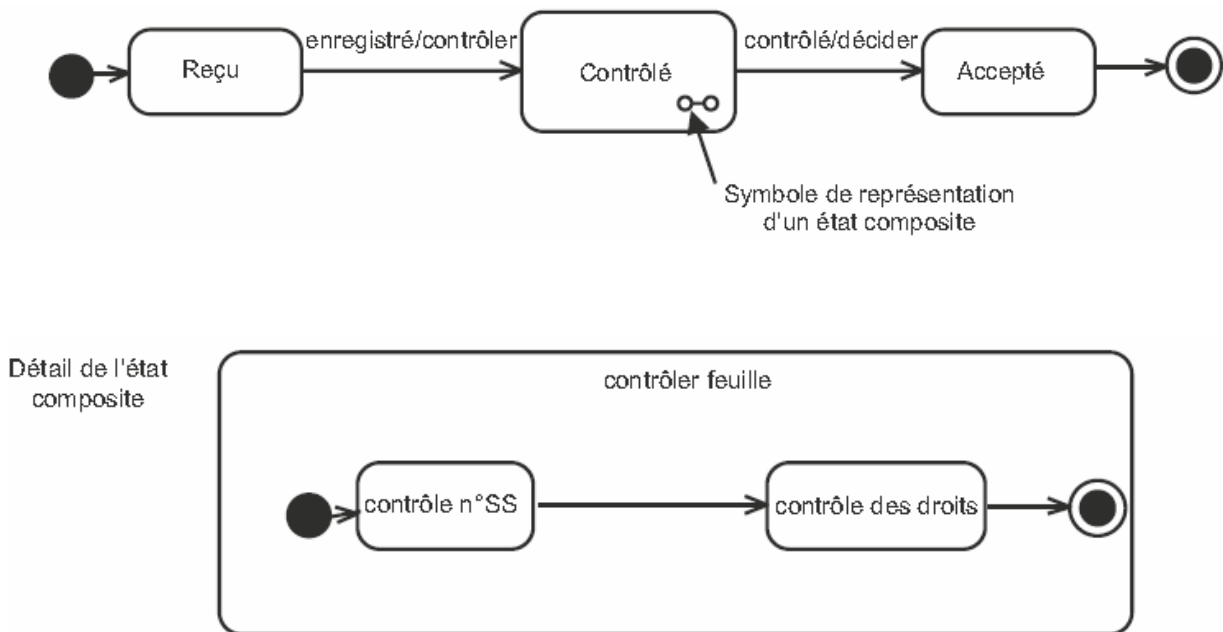 enregistré/contrôler
contrôlé/décider
Reçu
Contrôlé
Accepté
Symbole de représentation
d'un état composite
Détail de l'état
composite
contrôler feuille
contrôle n°SS
contrôle des droits